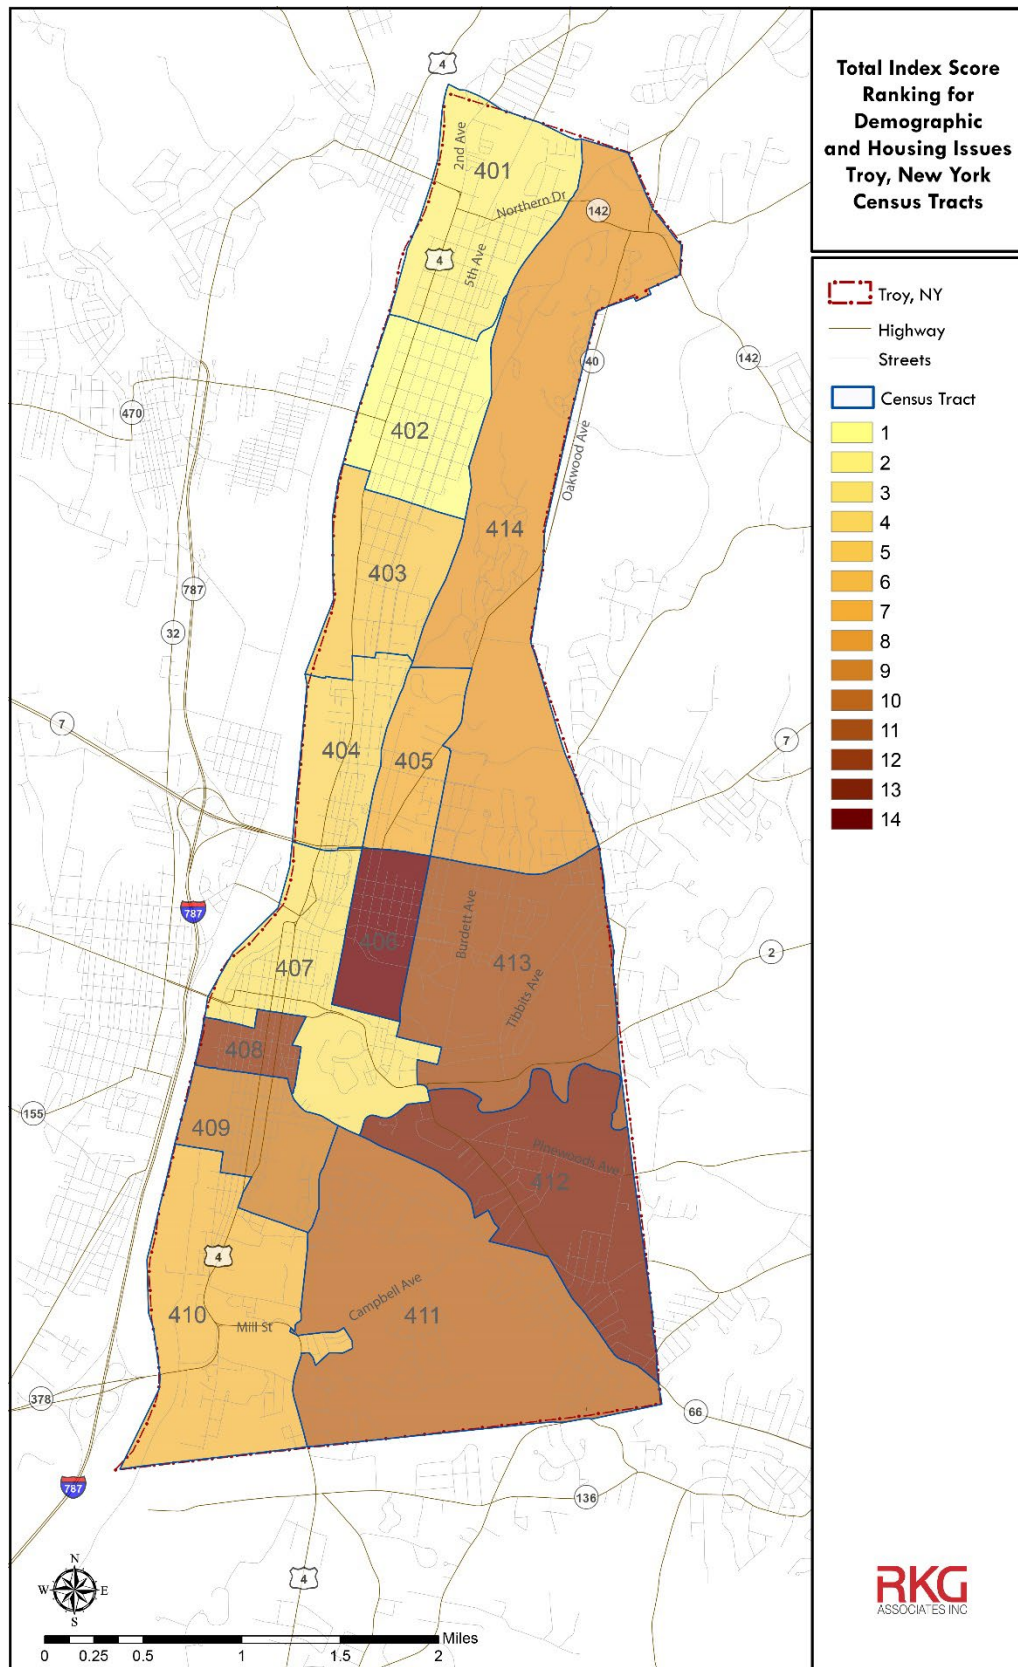 Total Index Score
Ranking for
Demographic
and Housing Issues
Troy, New York
Census Tracts
Troy, NY
Highway
Streets
Census Tract
1
2
3
4
5
6
7
8
9
10
11
12
13
14
4
2nd Ave
401
Northern Dr
142
4
5th Ave
142
40
470
402
Oakwood Ave
414
403
787
32
7
404
405
7
787
406
Burdett Ave
413
2
407
Tibbits Ave
408
155
409
Pinewoods Ave
412
4
Campbell Ave
410
Mill St
411
378
66
787
136
4
N
W
E
S
Miles
0 0.25 0.5 1 1.5 2
RKG
ASSOCIATES INC